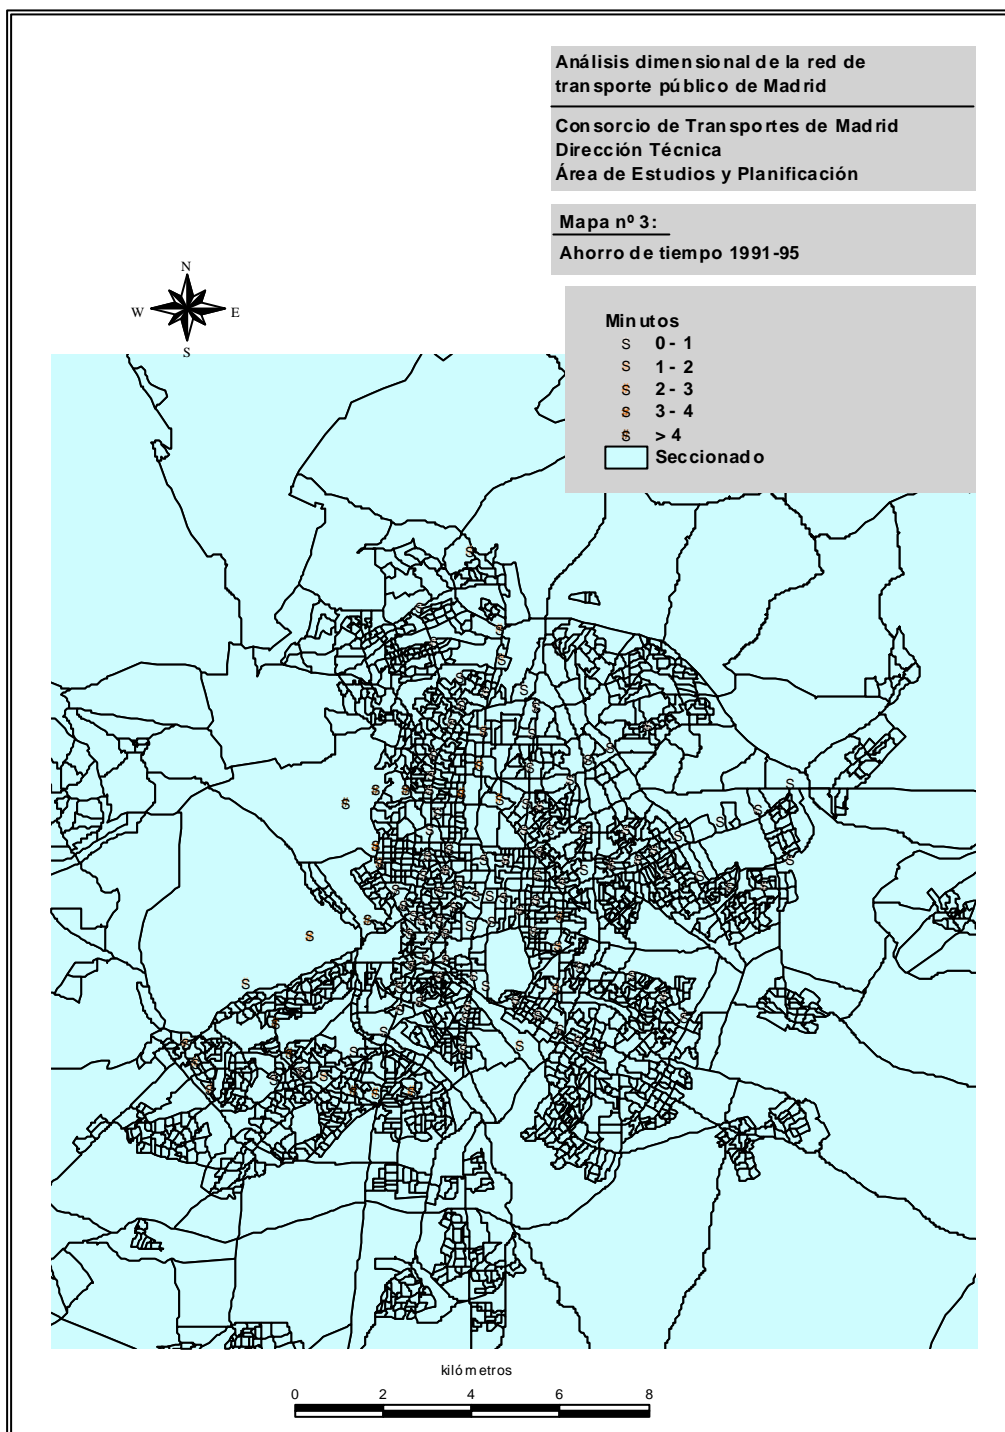 Análisis dimensional de la red de
transporte público de Madrid
Consorcio de Transportes de Madrid
Dirección Técnica
Área de Estudios y Planificación
Mapa nº 3:
Ahorro de tiempo 1991-95
N
W E
S
Minutos
S 0 - 1
S 1 - 2
S 2 - 3
S 3 - 4
S > 4
Seccionado
kilómetros
0 2 4 6 8